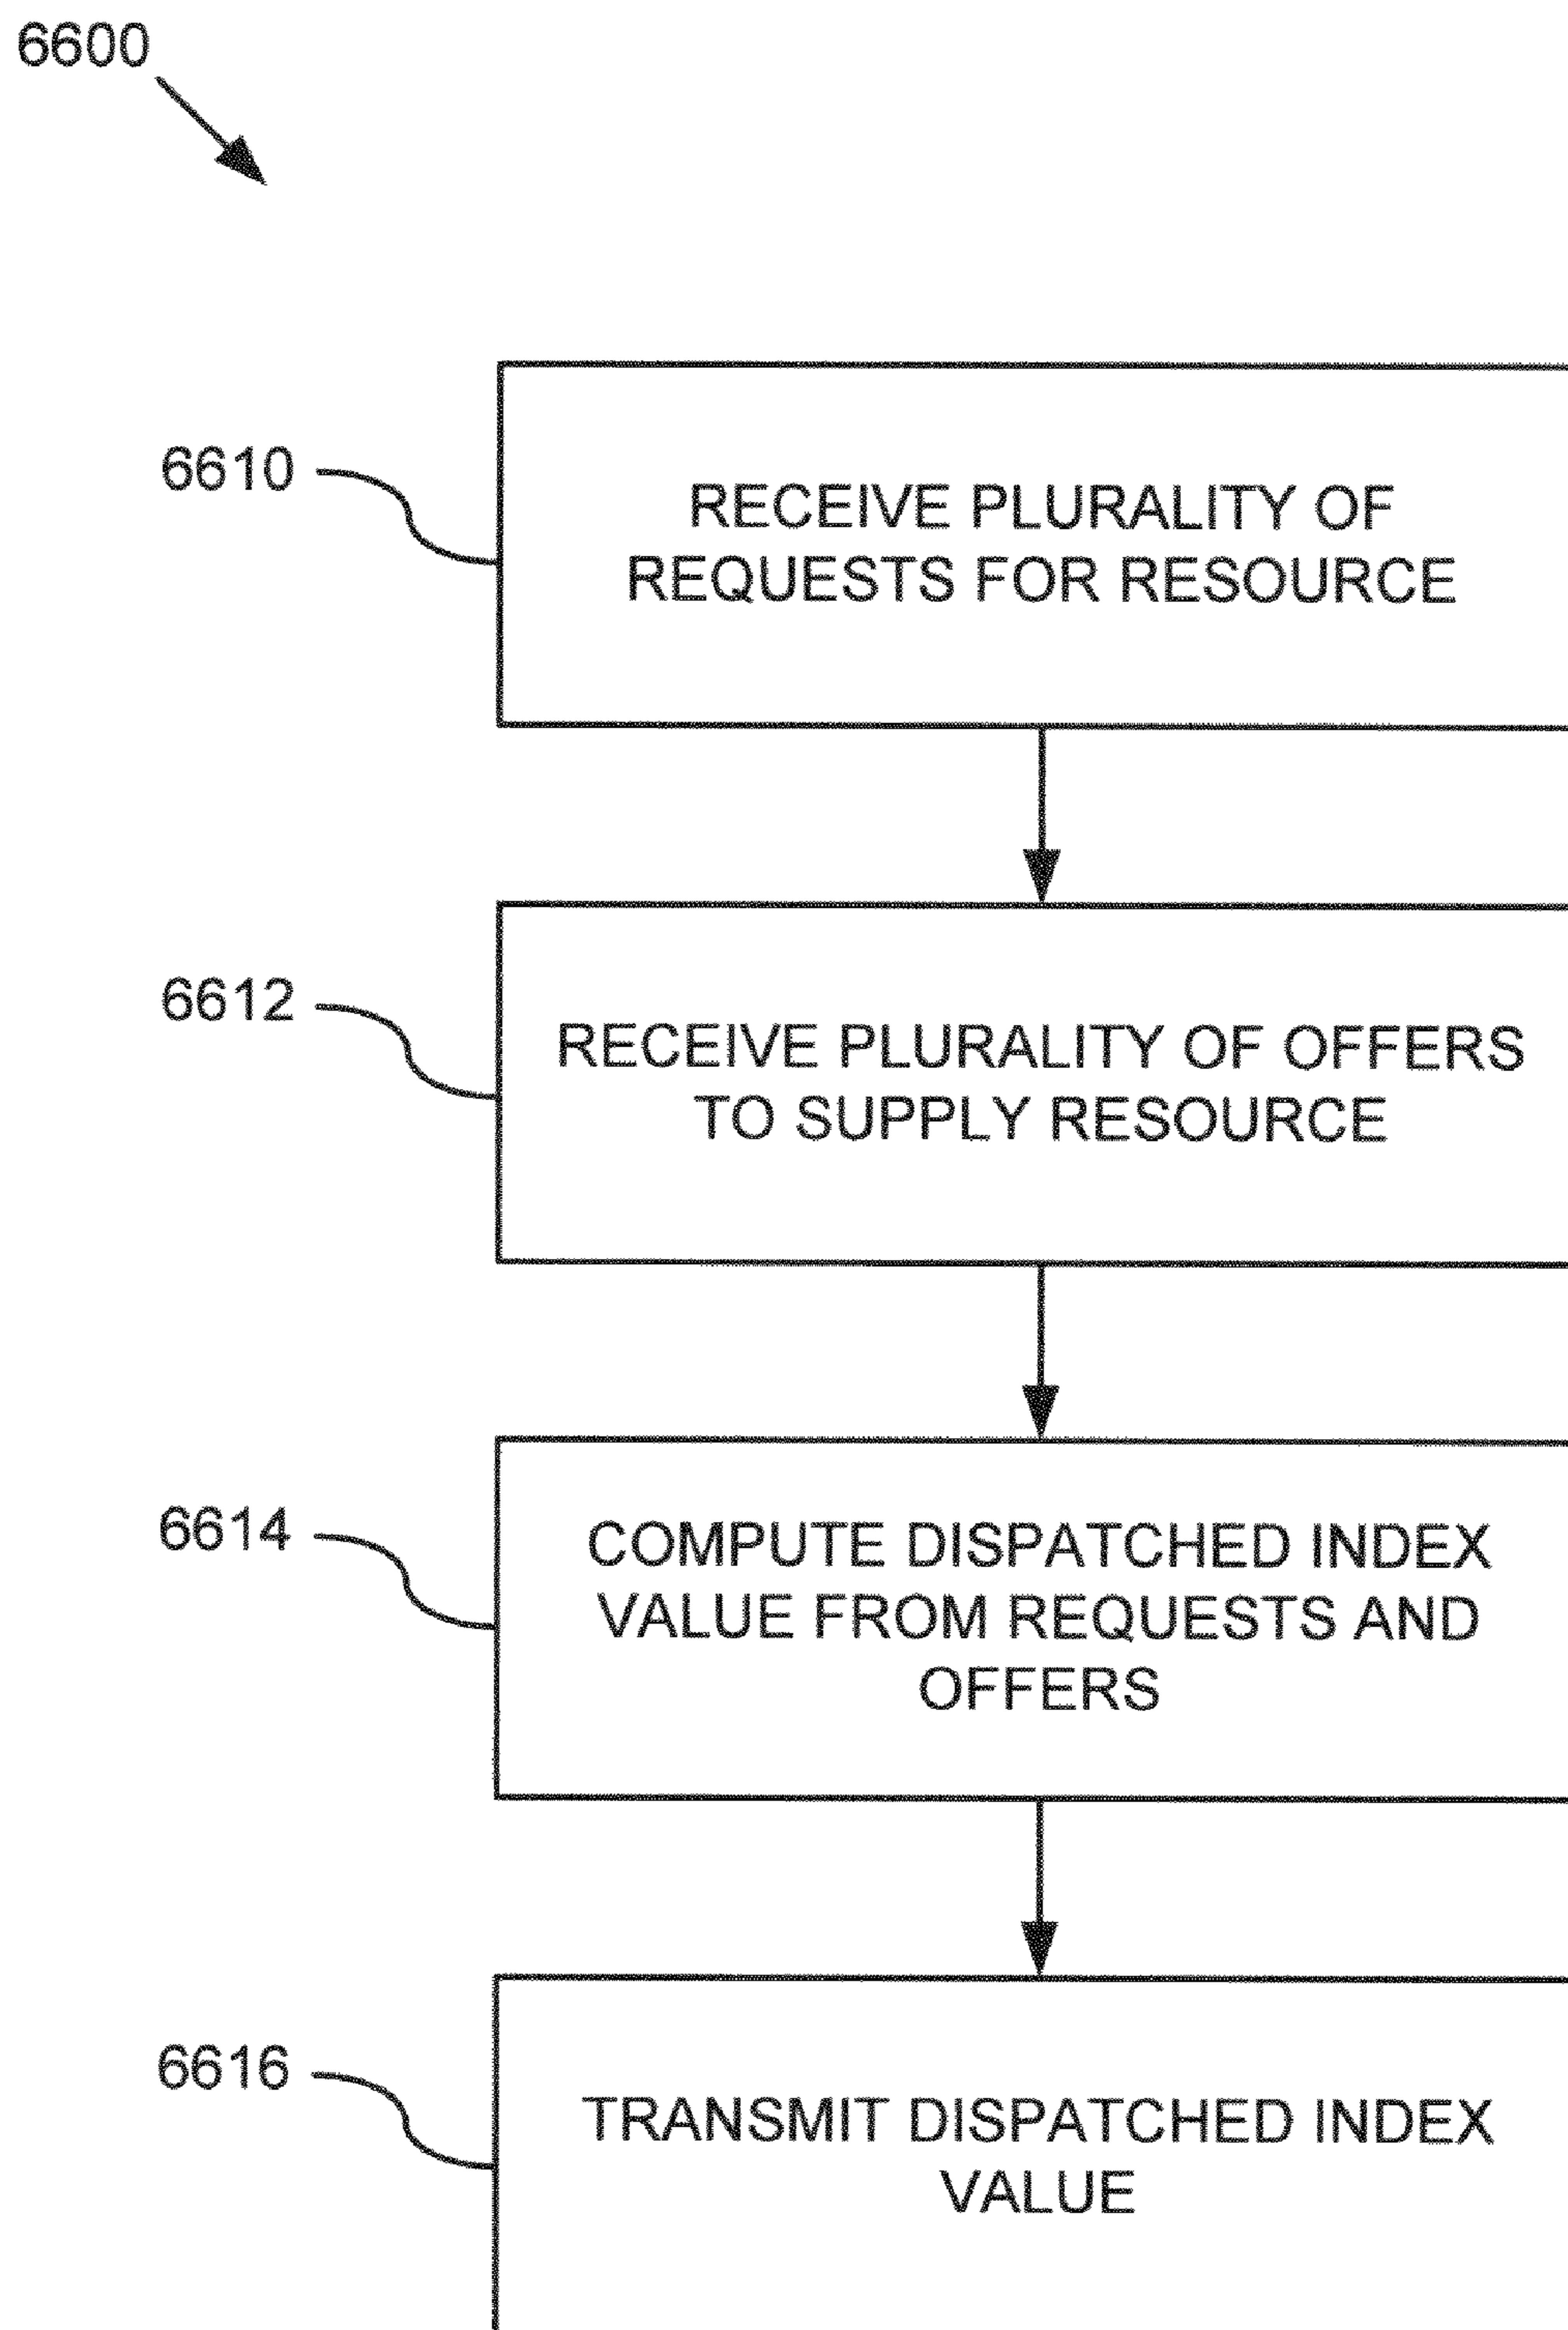 6600
6610
RECEIVE PLURALITY OF
REQUESTS FOR RESOURCE
6612
RECEIVE PLURALITY OF OFFERS
TO SUPPLY RESOURCE
6614
COMPUTE DISPATCHED INDEX
VALUE FROM REQUESTS AND
OFFERS
6616
TRANSMIT DISPATCHED INDEX
VALUE